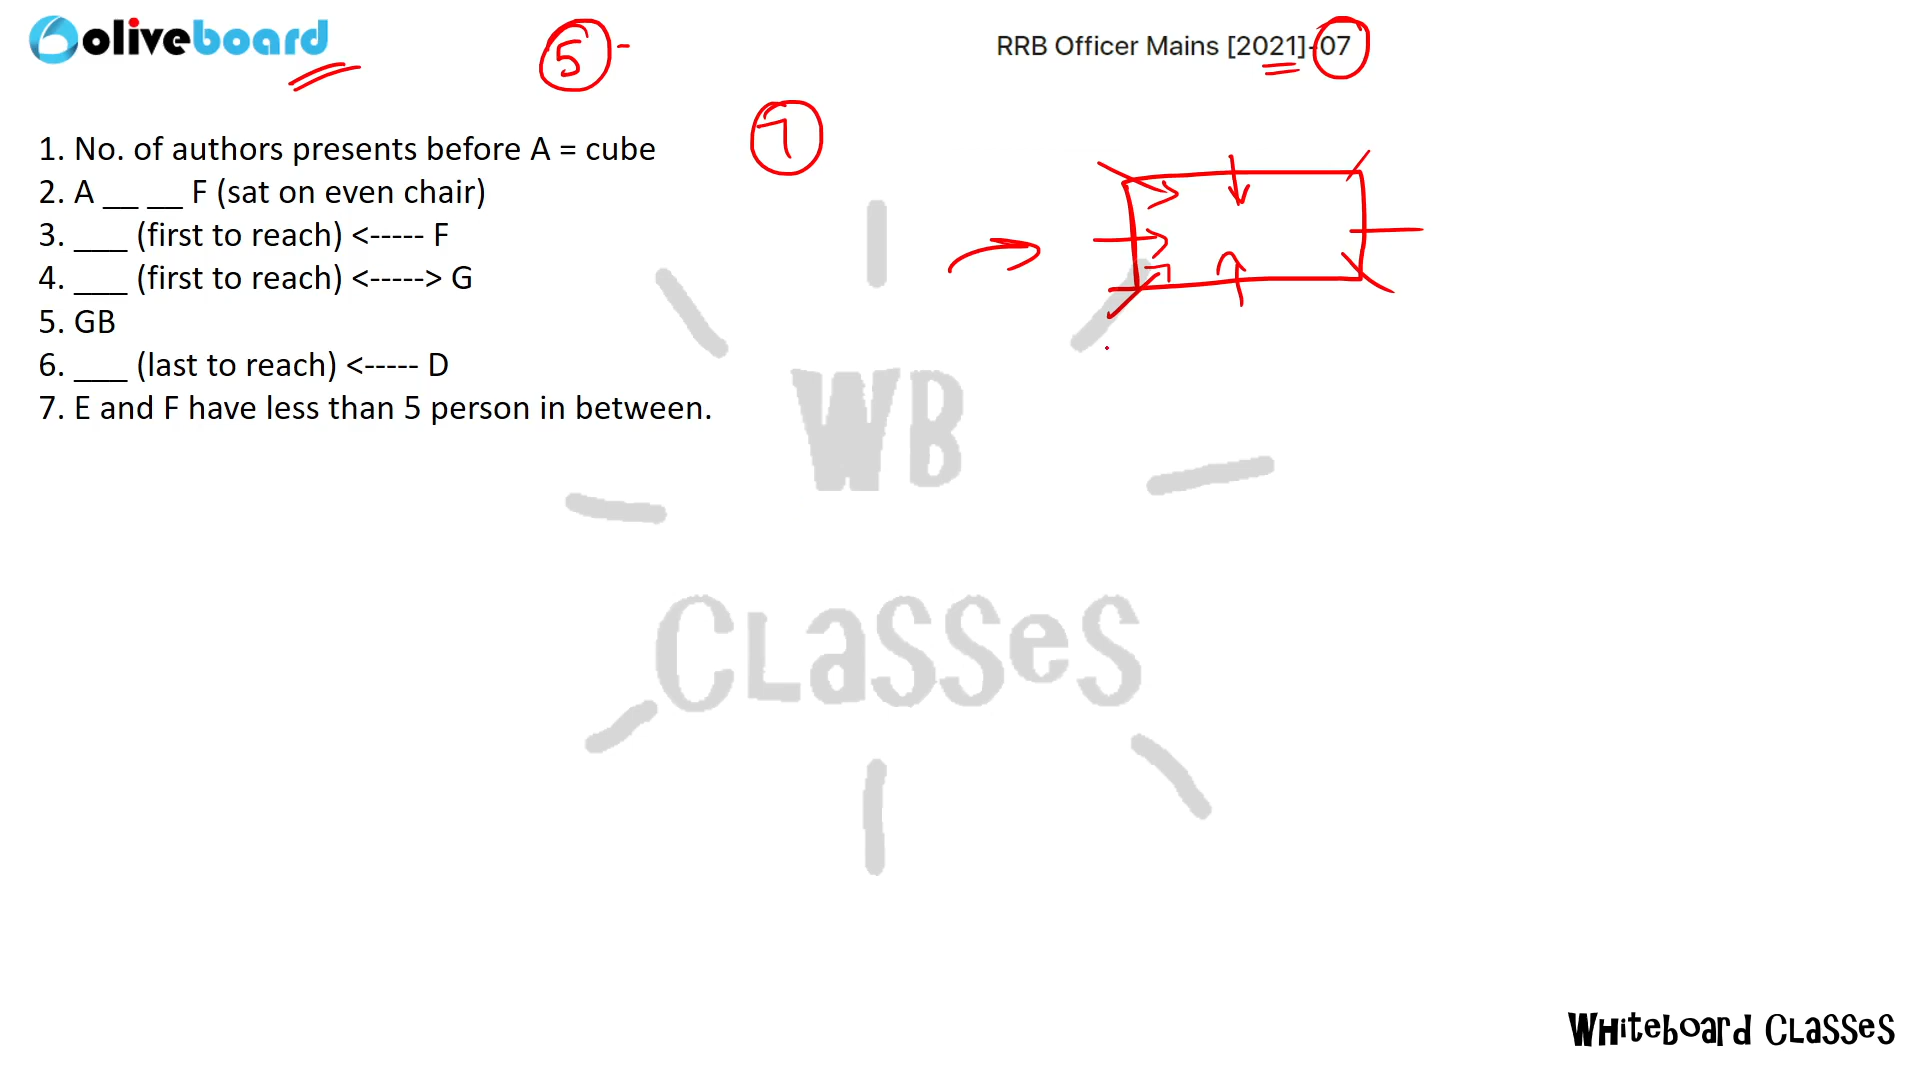 oliveboard
5 -
RRB Officer Mains [2021]-07
7
1. No. of authors presents before A = cube
2. A __ __ F (sat on even chair)
3. ___ (first to reach) <----- F
4. ___ (first to reach) <-----> G
5. GB
6. ___ (last to reach) <----- D
7. E and F have less than 5 person in between.
WB
CLaSSeS
WHiteboard CLaSSeS